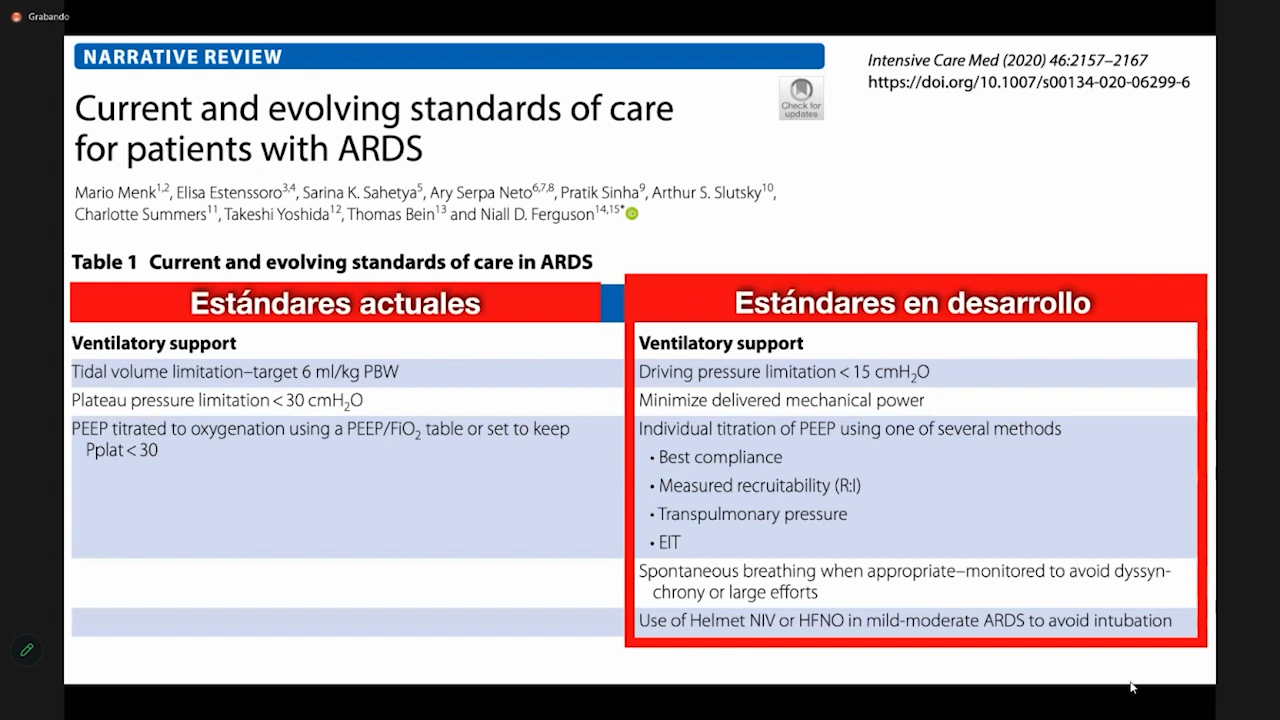 Grabando
NARRATIVE REVIEW
Intensive Care Med (2020) 46:2157–2167
https://doi.org/10.1007/s00134-020-06299-6
Check for
updates
Current and evolving standards of care
for patients with ARDS
Mario Menk1,2, Elisa Estenssoro3,4, Sarina K. Sahetya5, Ary Serpa Neto6,7,8, Pratik Sinha9, Arthur S. Slutsky10,
Charlotte Summers11, Takeshi Yoshida12, Thomas Bein13 and Niall D. Ferguson14,15*
Table 1 Current and evolving standards of care in ARDS
Estándares actuales
Ventilatory support
Tidal volume limitation–target 6 ml/kg PBW
Plateau pressure limitation < 30 cmH2O
PEEP titrated to oxygenation using a PEEP/FiO2 table or set to keep
Pplat < 30
Estándares en desarrollo
Ventilatory support
Driving pressure limitation < 15 cmH2O
Minimize delivered mechanical power
Individual titration of PEEP using one of several methods
• Best compliance
• Measured recruitability (R:I)
• Transpulmonary pressure
• EIT
Spontaneous breathing when appropriate–monitored to avoid dyssyn-
chrony or large efforts
Use of Helmet NIV or HFNO in mild-moderate ARDS to avoid intubation